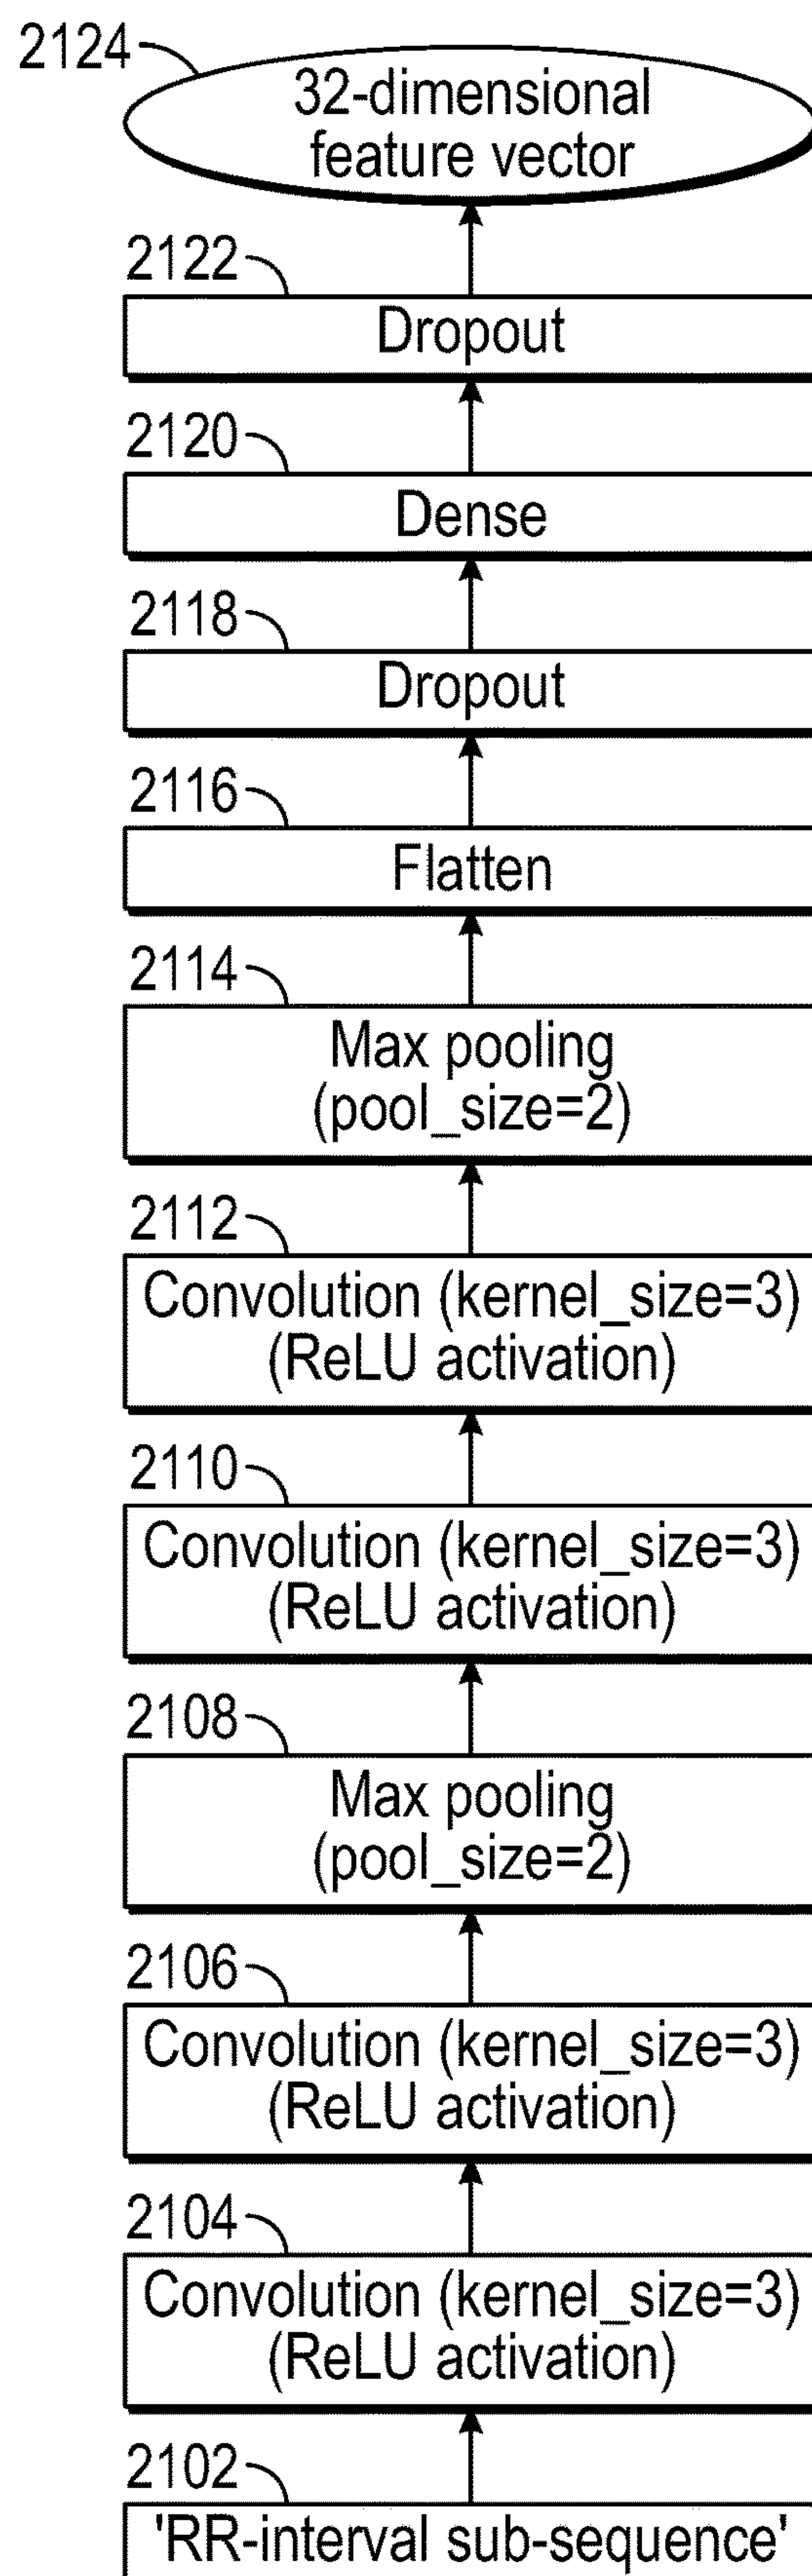 2124
32-dimensional
feature vector
2122
Dropout
2120
Dense
2118
Dropout
2116
Flatten
2114
Max pooling
(pool_size=2)
2112
Convolution (kernel_size=3)
(ReLU activation)
2110
Convolution (kernel_size=3)
(ReLU activation)
2108
Max pooling
(pool_size=2)
2106
Convolution (kernel_size=3)
(ReLU activation)
2104
Convolution (kernel_size=3)
(ReLU activation)
2102
'RR-interval sub-sequence'